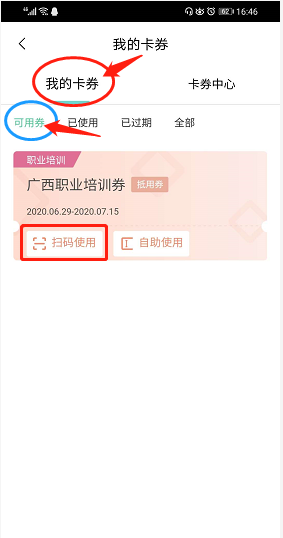 46 62 16:46
我的卡券
我的卡券 卡券中心
可用券 已使用 已过期 全部
职业培训
广西职业培训券 抵用券
2020.06.29-2020.07.15
扫码使用 自助使用